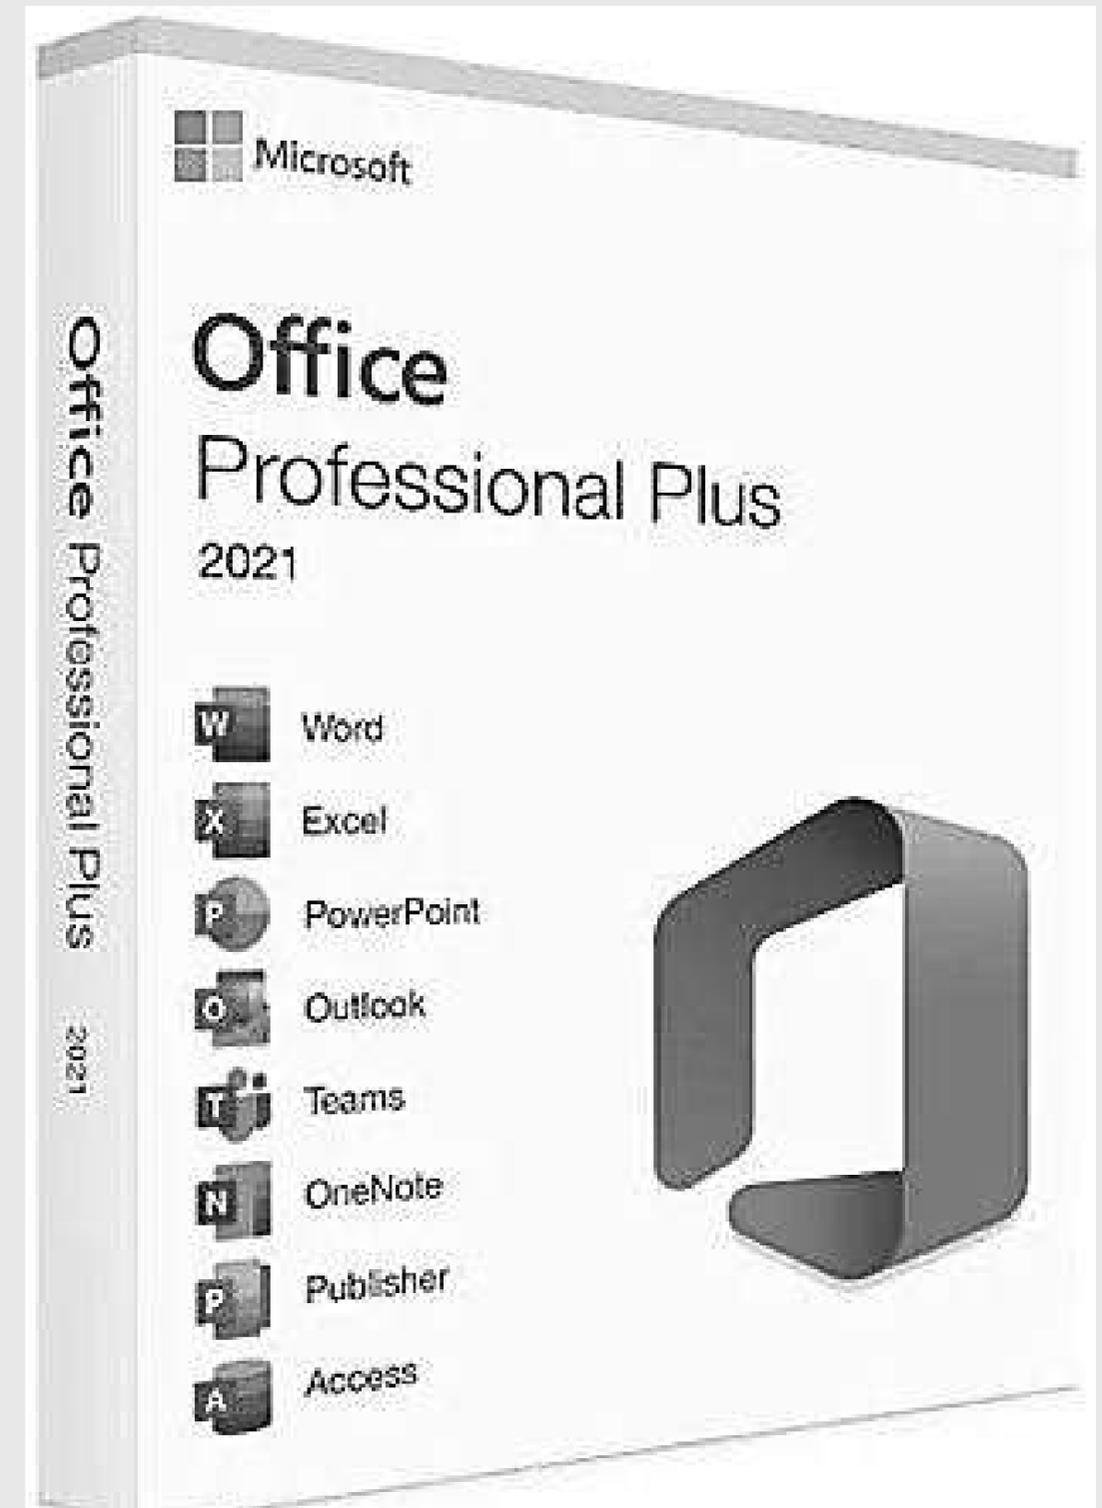 Microsoft
Office
Professional Plus
2021
W Word
X Excel
P PowerPoint
O Outlook
T Teams
N OneNote
P Publisher
A Access
Office Professional Plus 2021